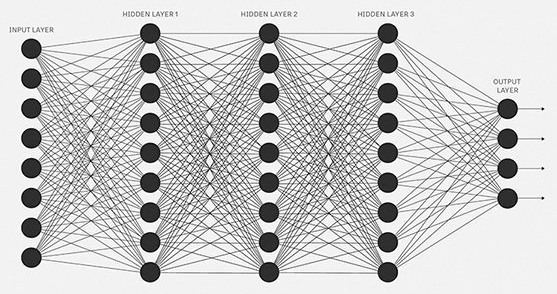 INPUT LAYER
HIDDEN LAYER 1
HIDDEN LAYER 2
HIDDEN LAYER 3
OUTPUT
LAYER